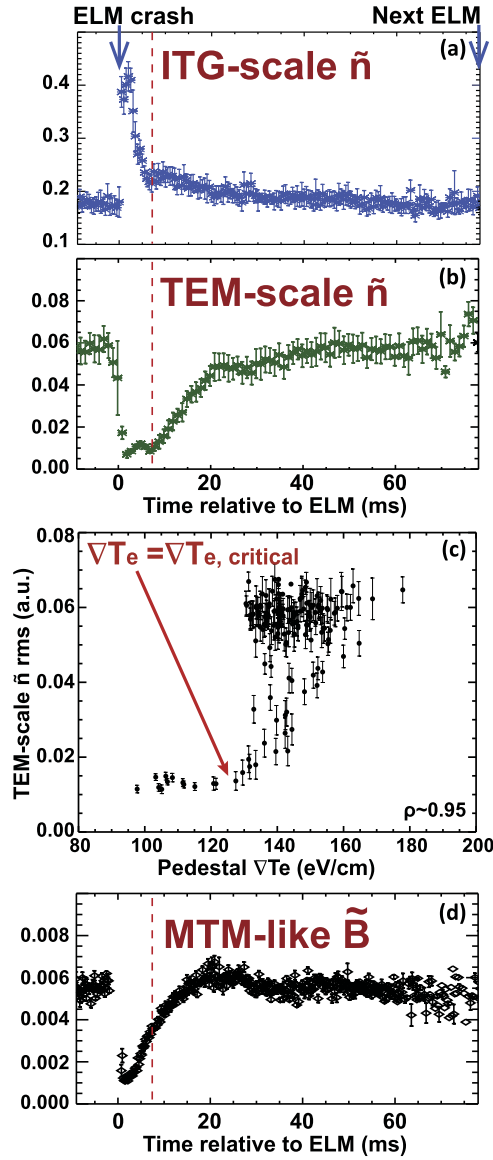 ELM crash Next ELM
(a)
ITG-scale ñ
0.4
0.3
0.2
0.1
(b)
TEM-scale ñ
0.08
0.06
0.04
0.02
0.00
0 20 40 60
Time relative to ELM (ms)
(c)
∇Te = ∇Te, critical
0.08
0.06
0.04
0.02
0.00
TEM-scale ñ rms (a.u.)
ρ~0.95
80 100 120 140 160 180 200
Pedestal ∇Te (eV/cm)
(d)
MTM-like B̃
0.008
0.006
0.004
0.002
0.000
0 20 40 60
Time relative to ELM (ms)